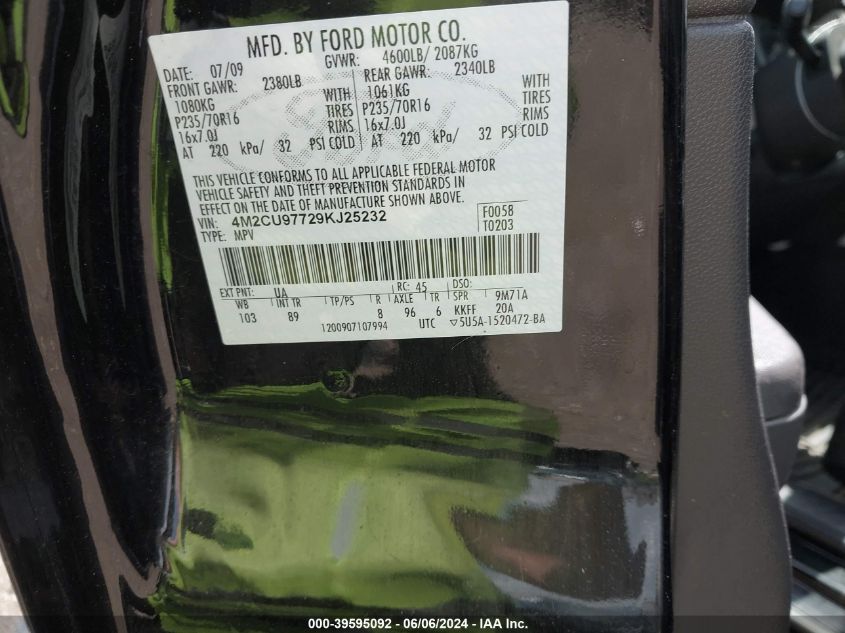 MFD. BY FORD MOTOR CO.
DATE: 07/09 GVWR: 4600LB/ 2087KG
FRONT GAWR: 2380LB REAR GAWR: 2340LB
1080KG WITH 1061KG WITH
P235/70R16 TIRES P235/70R16 TIRES
16x7.0J RIMS 16x7.0J RIMS
AT 220 kPa/ 32 PSI COLD AT 220 kPa/ 32 PSI COLD
THIS VEHICLE CONFORMS TO ALL APPLICABLE FEDERAL MOTOR
VEHICLE SAFETY AND THEFT PREVENTION STANDARDS IN
EFFECT ON THE DATE OF MANUFACTURE SHOWN ABOVE.
VIN: 4M2CU97729KJ25232 F0058
TYPE: MPV T0203
EXT PNT: UA RC: 45 DSO:
WB INT TR TP/PS R AXLE TR SPR 9M71A
103 89 8 96 6 KKFF 20A
1200907107994 UTC ▽5U5A-1520472-BA
000-39595092 - 06/06/2024 - IAA Inc.